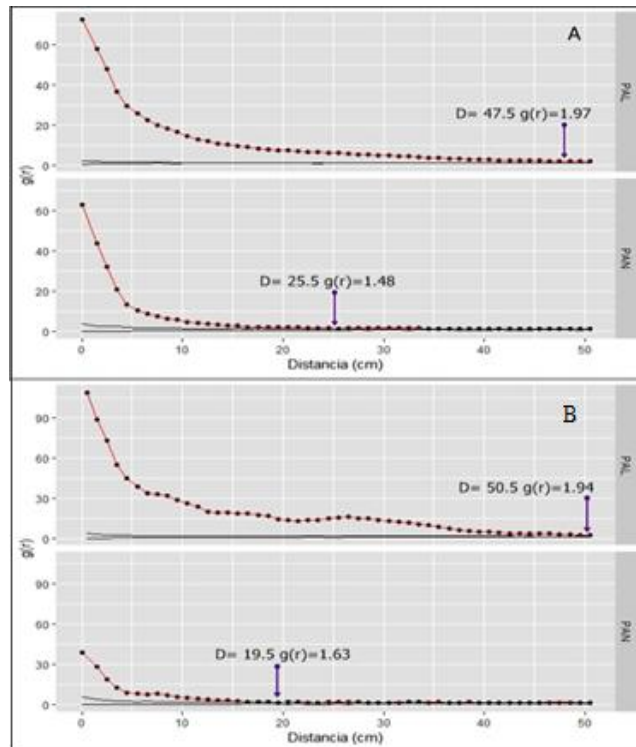 A
60
40
20
0
D= 47.5 g(r)=1.97
PAL
g(r)
60
40
20
0
D= 25.5 g(r)=1.48
PAN
0 10 20 30 40 50
Distancia (cm)
B
90
60
30
0
D= 50.5 g(r)=1.94
PAL
g(r)
90
60
30
0
D= 19.5 g(r)=1.63
PAN
0 10 20 30 40 50
Distancia (cm)